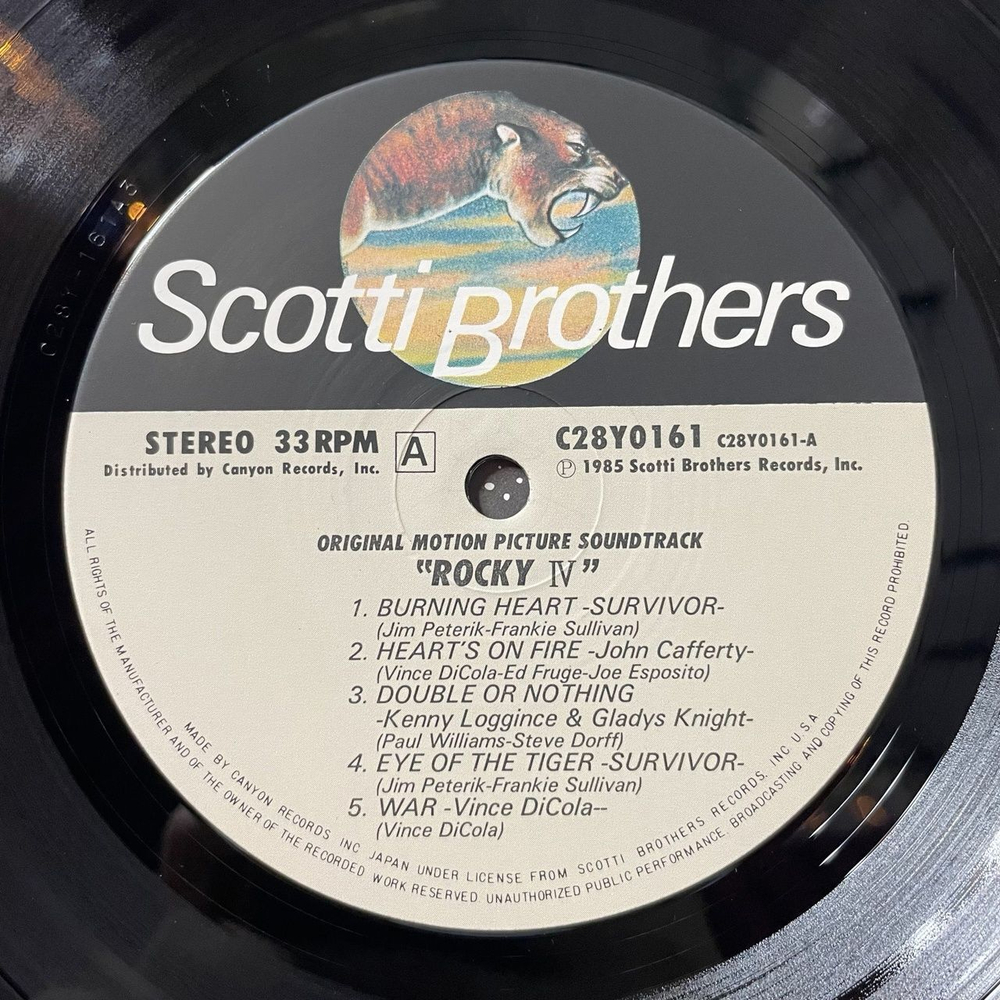 Scotti Brothers
STEREO 33RPM A
Distributed by Canyon Records, Inc.
C28Y0161 C28Y0161-A
Ⓟ 1985 Scotti Brothers Records, Inc.
ORIGINAL MOTION PICTURE SOUNDTRACK
“ROCKY Ⅳ”
1. BURNING HEART -SURVIVOR-
(Jim Peterik-Frankie Sullivan)
2. HEART'S ON FIRE -John Cafferty-
(Vince DiCola-Ed Fruge-Joe Esposito)
3. DOUBLE OR NOTHING
-Kenny Loggince & Gladys Knight-
(Paul Williams-Steve Dorff)
4. EYE OF THE TIGER -SURVIVOR-
(Jim Peterik-Frankie Sullivan)
5. WAR -Vince DiCola--
(Vince DiCola)
MADE BY CANYON RECORDS INC JAPAN UNDER LICENSE FROM SCOTTI BROTHERS RECORDS, INC U.S.A
ALL RIGHTS OF THE MANUFACTURER AND OF THE OWNER OF THE RECORDED WORK RESERVED. UNAUTHORIZED PUBLIC PERFORMANCE, BROADCASTING AND COPYING OF THIS RECORD PROHIBITED